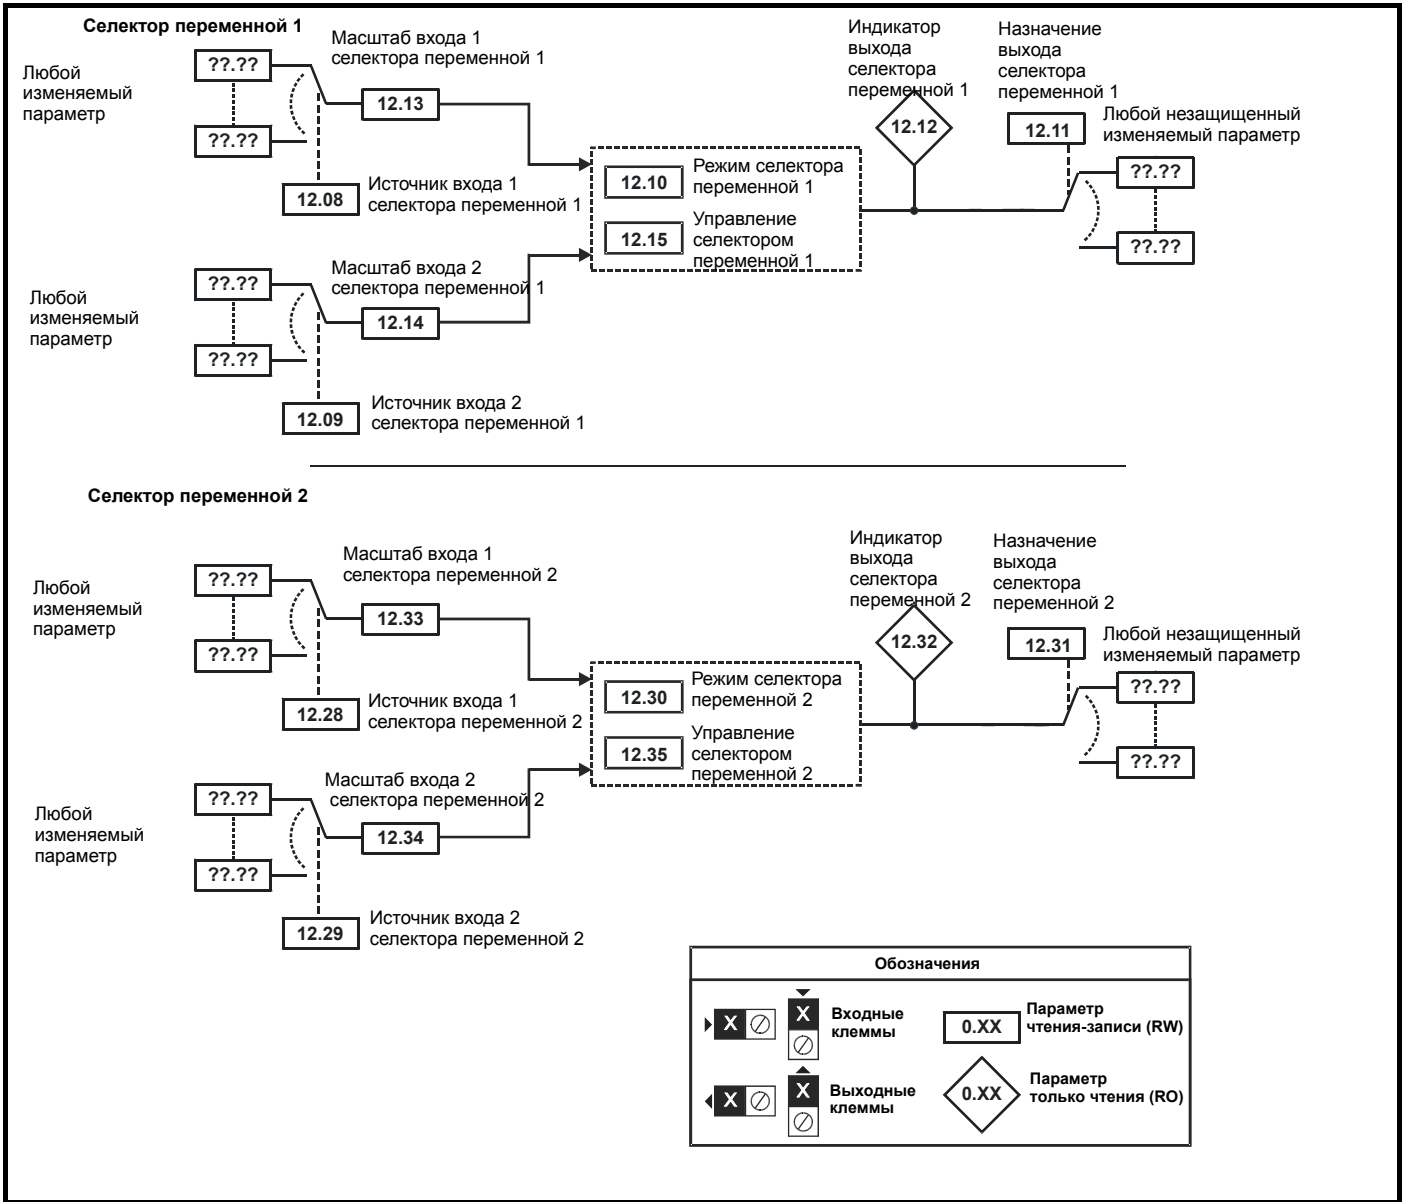 Селектор переменной 1
Любой
изменяемый
параметр
??.??
??.??
Масштаб входа 1
селектора переменной 1
12.13
12.08
Источник входа 1
селектора переменной 1
Любой
изменяемый
параметр
??.??
??.??
Масштаб входа 2
селектора переменной 1
12.14
12.09
Источник входа 2
селектора переменной 1
12.10
Режим селектора
переменной 1
12.15
Управление
селектором
переменной 1
Индикатор
выхода
селектора
переменной 1
12.12
Назначение
выхода
селектора
переменной 1
12.11
Любой незащищенный
изменяемый параметр
??.??
??.??
Селектор переменной 2
Любой
изменяемый
параметр
??.??
??.??
Масштаб входа 1
селектора переменной 2
12.33
12.28
Источник входа 1
селектора переменной 2
Любой
изменяемый
параметр
??.??
??.??
Масштаб входа 2
селектора переменной 2
12.34
12.29
Источник входа 2
селектора переменной 2
12.30
Режим селектора
переменной 2
12.35
Управление
селектором
переменной 2
Индикатор
выхода
селектора
переменной 2
12.32
Назначение
выхода
селектора
переменной 2
12.31
Любой незащищенный
изменяемый параметр
??.??
??.??
Обозначения
X
X
Входные
клеммы
0.XX
Параметр
чтения-записи (RW)
X
X
Выходные
клеммы
0.XX
Параметр
только чтения (RO)